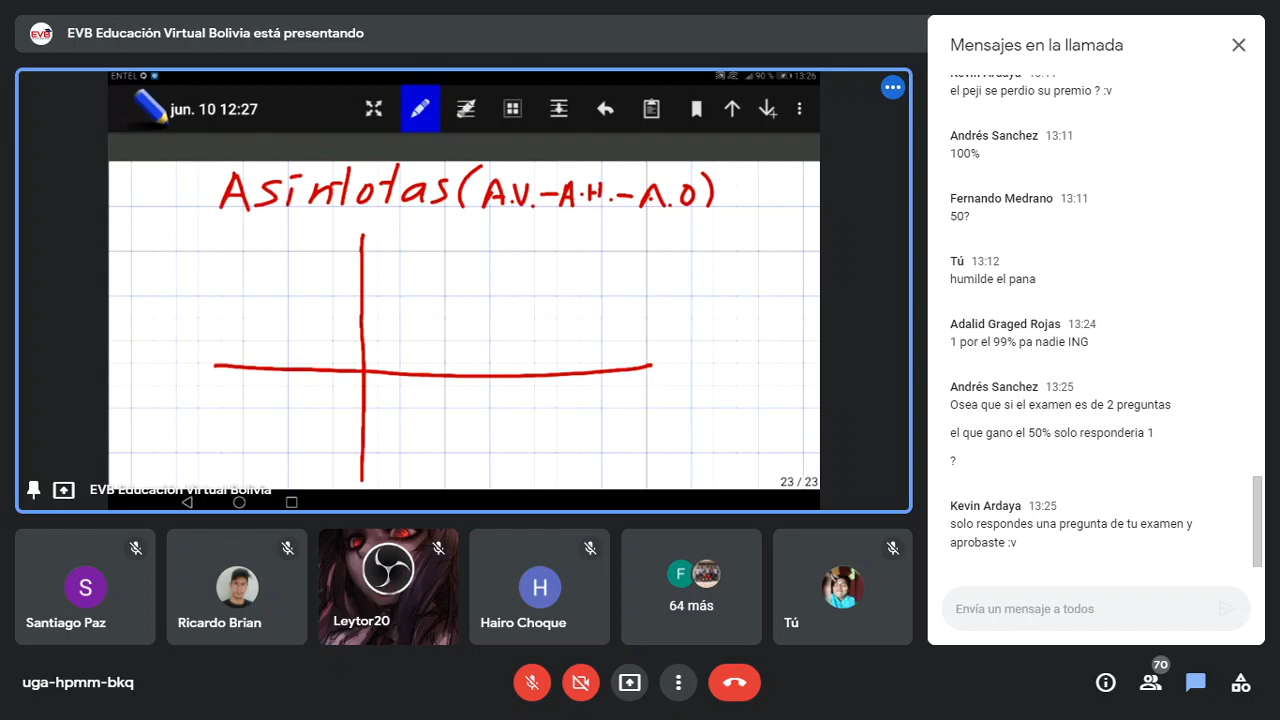 EVB Educación Virtual Bolivia está presentando
ENTEL
90 % 13:26
jun. 10 12:27
Asíntotas (A.V. - A.H. - A.O)
23 / 23
EVB Educación Virtual Bolivia
S
Santiago Paz
Ricardo Brian
Leytor20
H
Hairo Choque
F
64 más
Tú
uga-hpmm-bkq
70
Mensajes en la llamada
Kevin Ardaya 13:11
el peji se perdio su premio ? :v
Andrés Sanchez 13:11
100%
Fernando Medrano 13:11
50?
Tú 13:12
humilde el pana
Adalid Graged Rojas 13:24
1 por el 99% pa nadie ING
Andrés Sanchez 13:25
Osea que si el examen es de 2 preguntas
el que gano el 50% solo responderia 1
?
Kevin Ardaya 13:25
solo respondes una pregunta de tu examen y
aprobaste :v
Envía un mensaje a todos